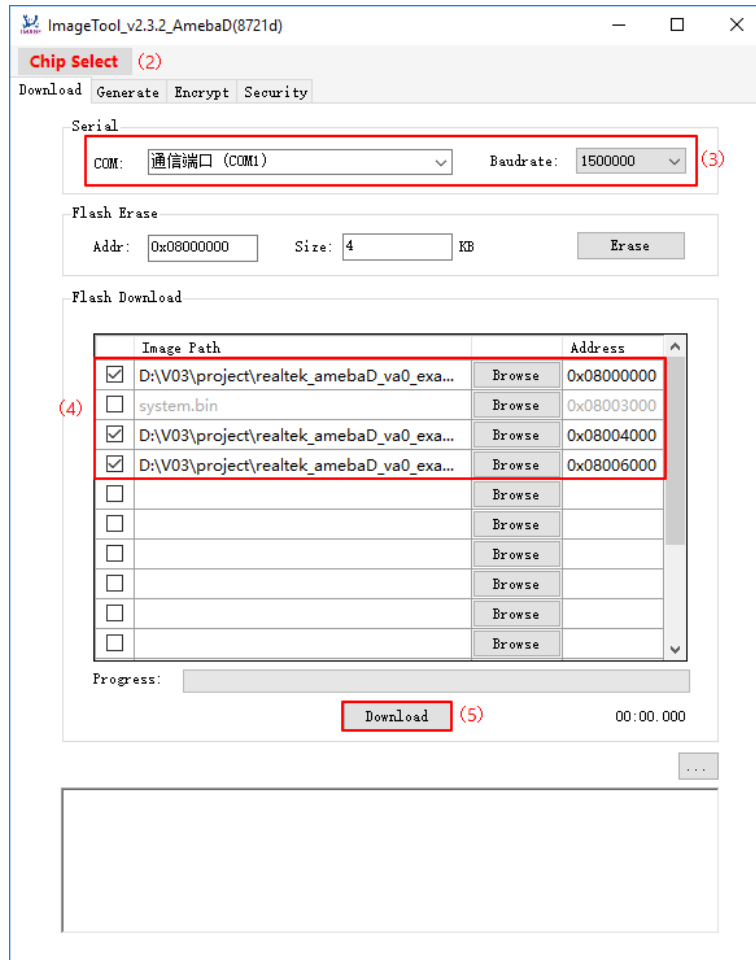 ImageTool_v2.3.2_AmebaD(8721d)
Chip Select (2)
Download Generate Encrypt Security
Serial
COM: 通信端口 (COM1) Baudrate: 1500000 (3)
Flash Erase
Addr: 0x08000000 Size: 4 KB Erase
Flash Download
Image Path Address
D:\V03\project\realtek_amebaD_va0_exa... Browse 0x08000000
(4) system.bin Browse 0x08003000
D:\V03\project\realtek_amebaD_va0_exa... Browse 0x08004000
D:\V03\project\realtek_amebaD_va0_exa... Browse 0x08006000
Browse
Browse
Browse
Browse
Browse
Browse
Progress:
Download (5) 00:00.000
...